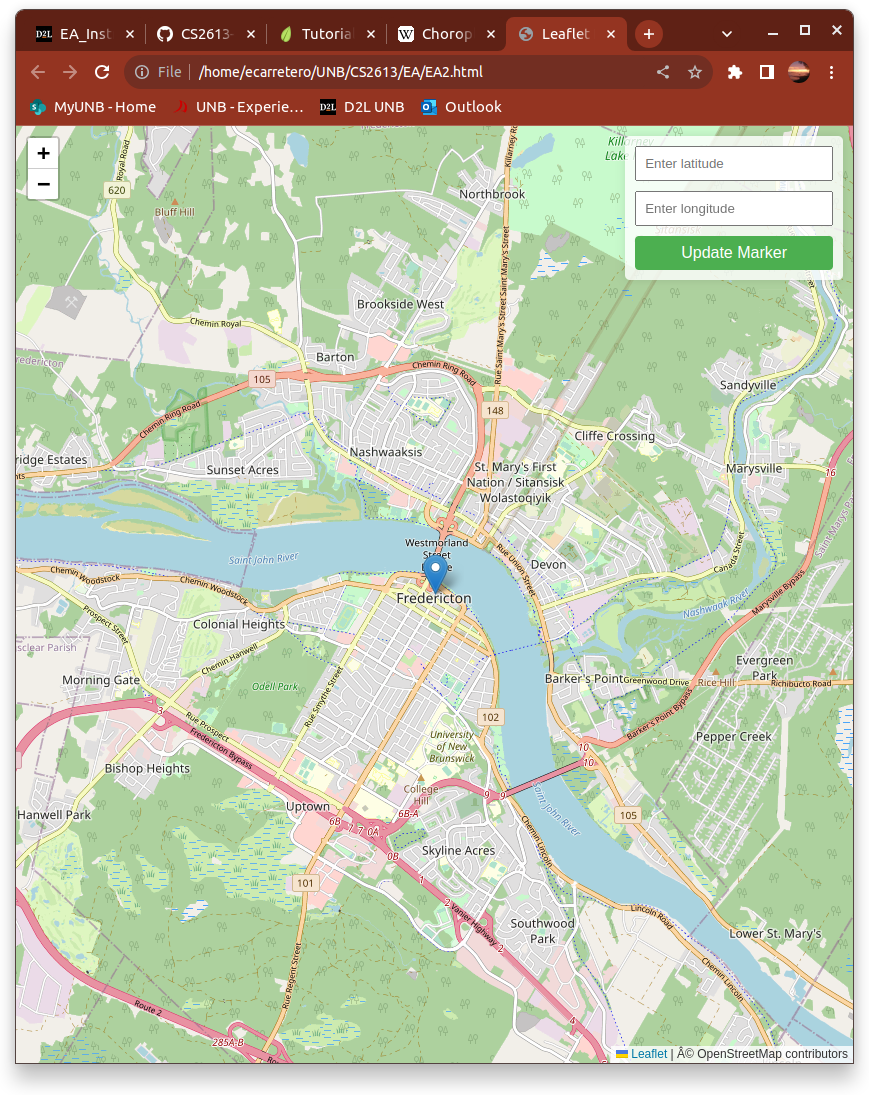 EA_Inst
CS2613-
Tutorial
Chorop
Leaflet
File
/home/ecarretero/UNB/CS2613/EA/EA2.html
MyUNB - Home
UNB - Experie...
D2L UNB
Outlook
+
−
Enter latitude
Enter longitude
Update Marker
Royal Road
620
Bluff Hill
Northbrook
Rue Saint Mary's Street Saint Mary's Street
Brookside West
Chemin Royal
Barton
Chemin Ring Road
105
Chemin Ring Road
148
Sandyville
Cliffe Crossing
ridge Estates
Nashwaaksis
Sunset Acres
St. Mary's First
Nation / Sitansisk
Wolastoqiyik
Marysville
16
Westmorland
Street
Saint John River
Rue Union Street
Devon
Canada Street
Marysville Bypass
Chemin Woodstock
Chemin Woodstock
Fredericton
Nashwaak River
Prospect Street
Colonial Heights
Chemin Hanwell
Morning Gate
Odell Park
Rue Smythe Street
Barker's Point
Greenwood Drive
Rice Hill
Richibucto Road
Evergreen
Park
3
Rue Prospect
Fredericton Bypass
102
University
of New
Brunswick
Barker's Point Bypass
Pepper Creek
10
10
Bishop Heights
College
Hill
9
9
Saint John River
Hanwell Park
Uptown
6B
7
7
0A
6B-A
0B
105
Chemin Lincoln
Skyline Acres
101
1
2
Vanier Highway
2
Southwood
Park
Lincoln Road
Lower St. Mary's
Chemin Lincoln
Rue Regent Street
Route 2
285A-B
4
Leaflet | Â© OpenStreetMap contributors